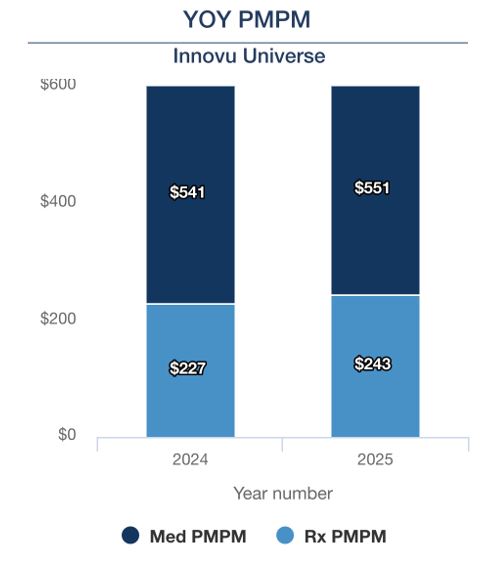 YOY PMPM
Innovu Universe
$600
$400
$200
$0
$541
$551
$227
$243
2024
2025
Year number
Med PMPM
Rx PMPM